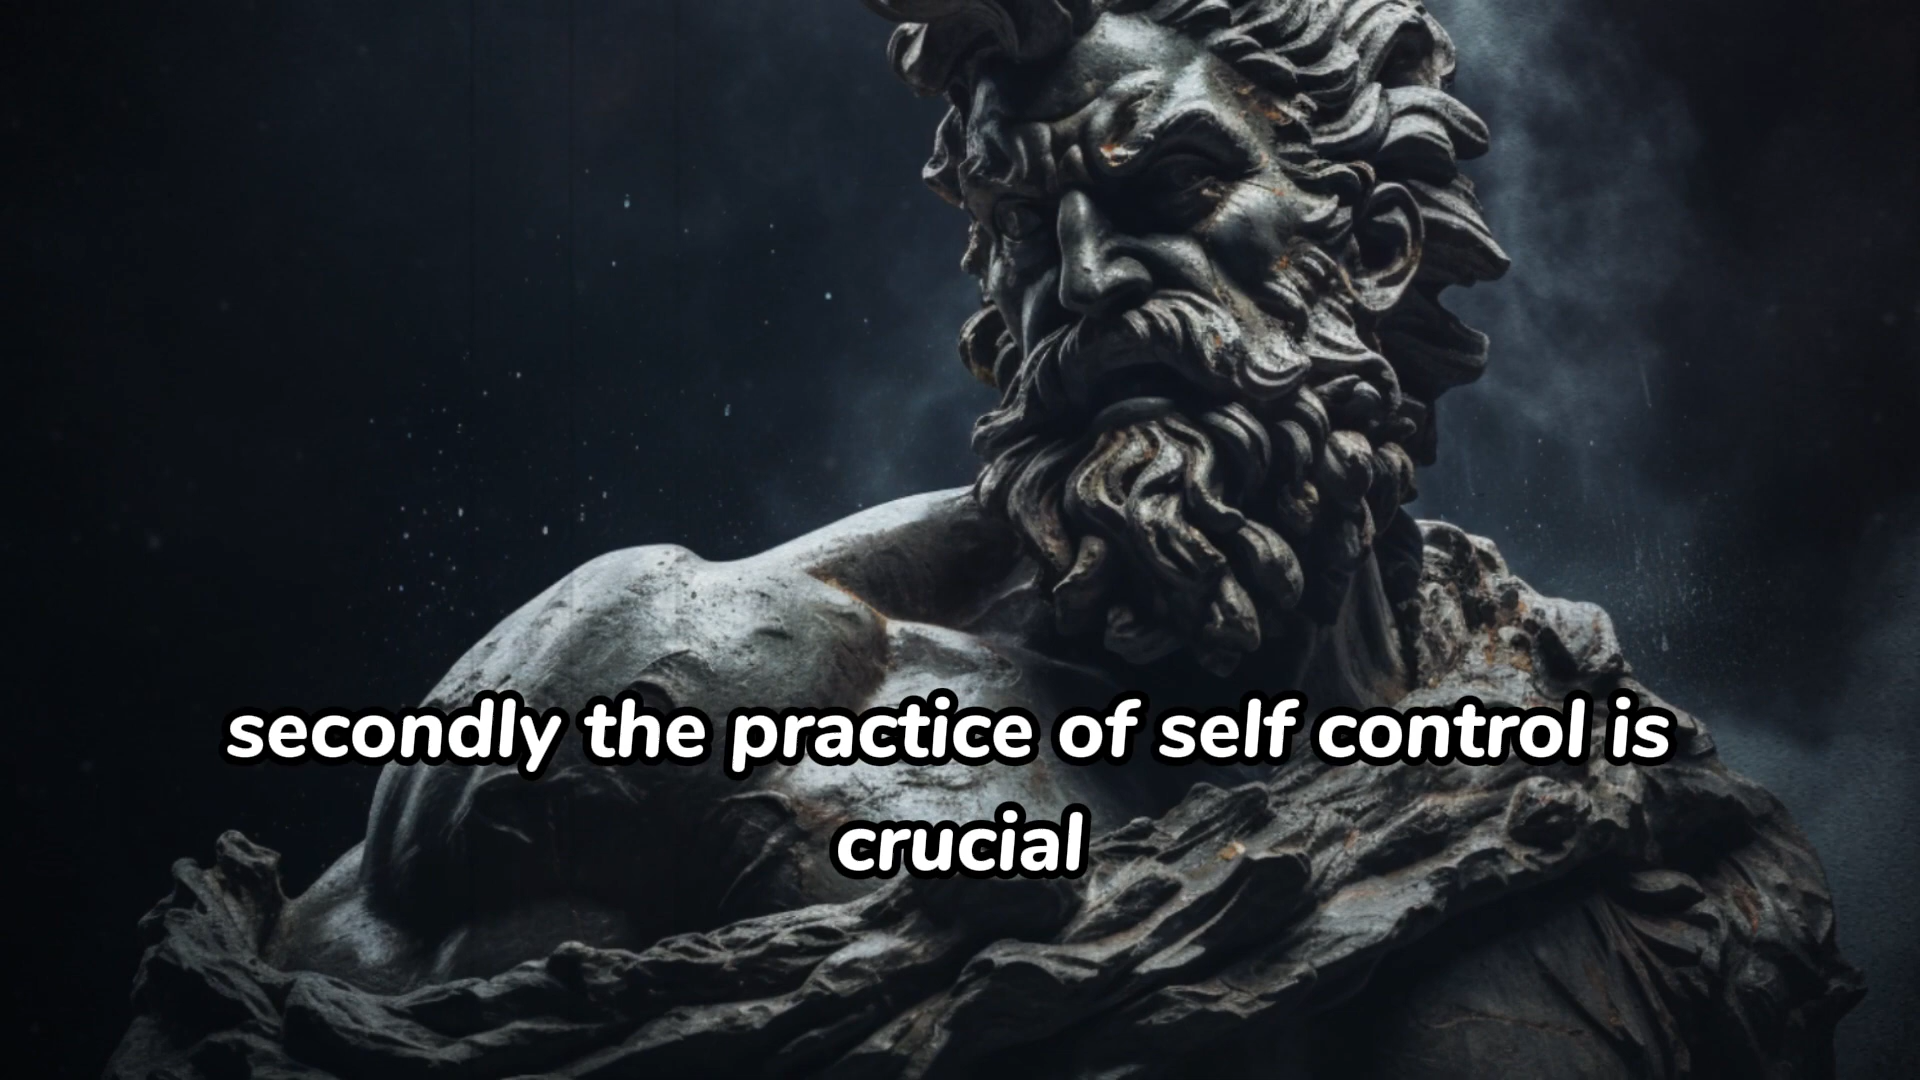 secondly the practice of self control is
crucial